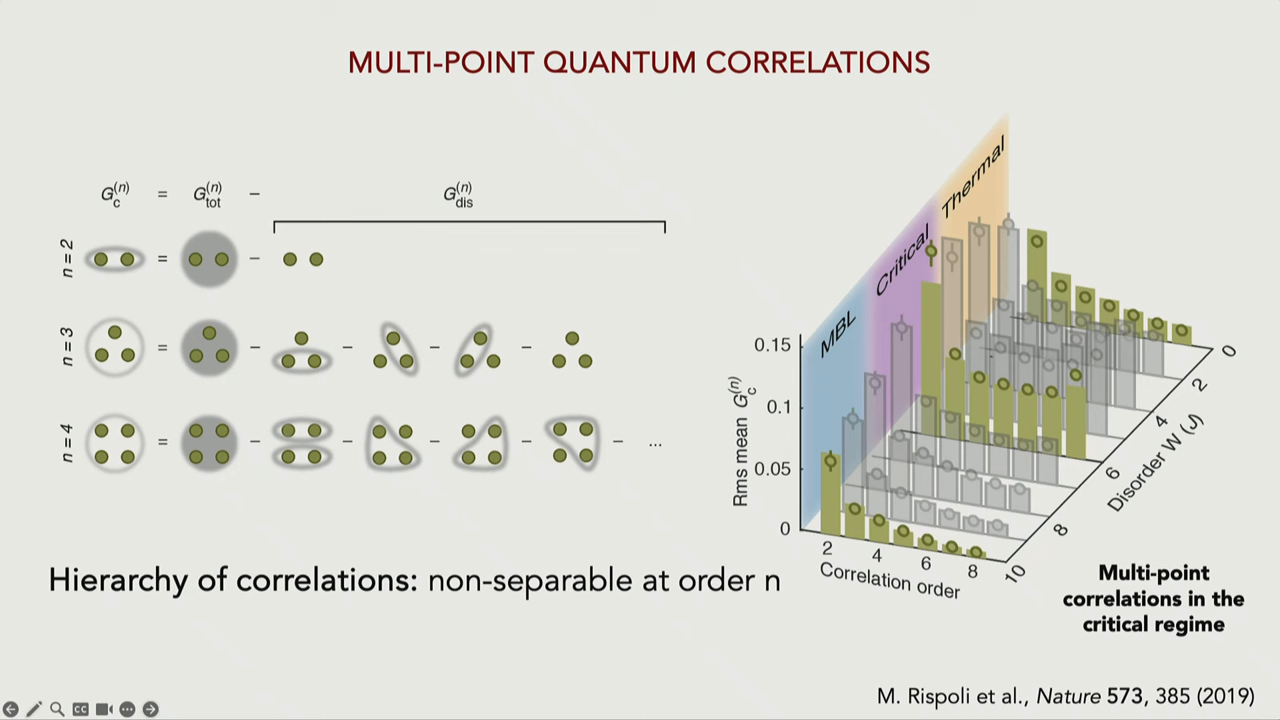 MULTI-POINT QUANTUM CORRELATIONS
G_c^(n) = G_tot^(n) − G_dis^(n)
n = 2
= −
n = 3
= − − − −
n = 4
= − − − − − ...
Hierarchy of correlations: non-separable at order n
MBL
Critical
Thermal
Rms mean G_c^(n)
0.15
0.1
0.05
0
2
4
6
8
Correlation order
0
2
4
6
8
10
Disorder W (J)
Multi-point
correlations in the
critical regime
M. Rispoli et al., Nature 573, 385 (2019)
CC